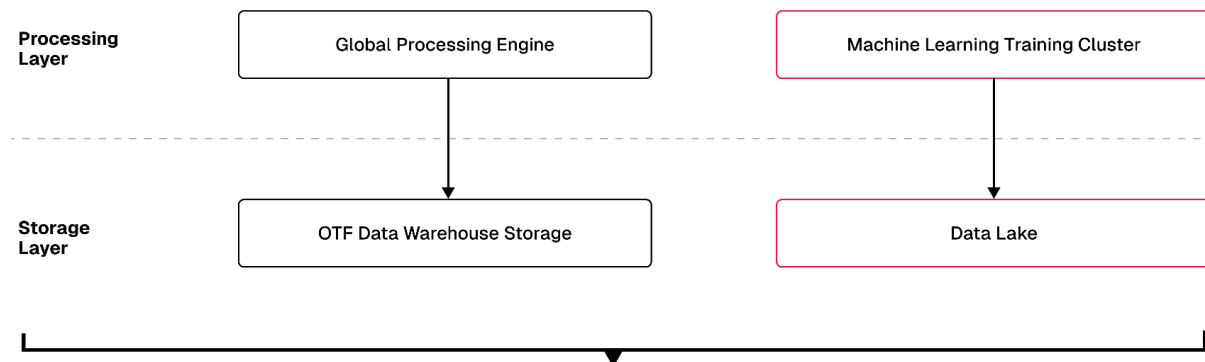 Processing
Layer
Global Processing Engine
Machine Learning Training Cluster
Storage
Layer
OTF Data Warehouse Storage
Data Lake